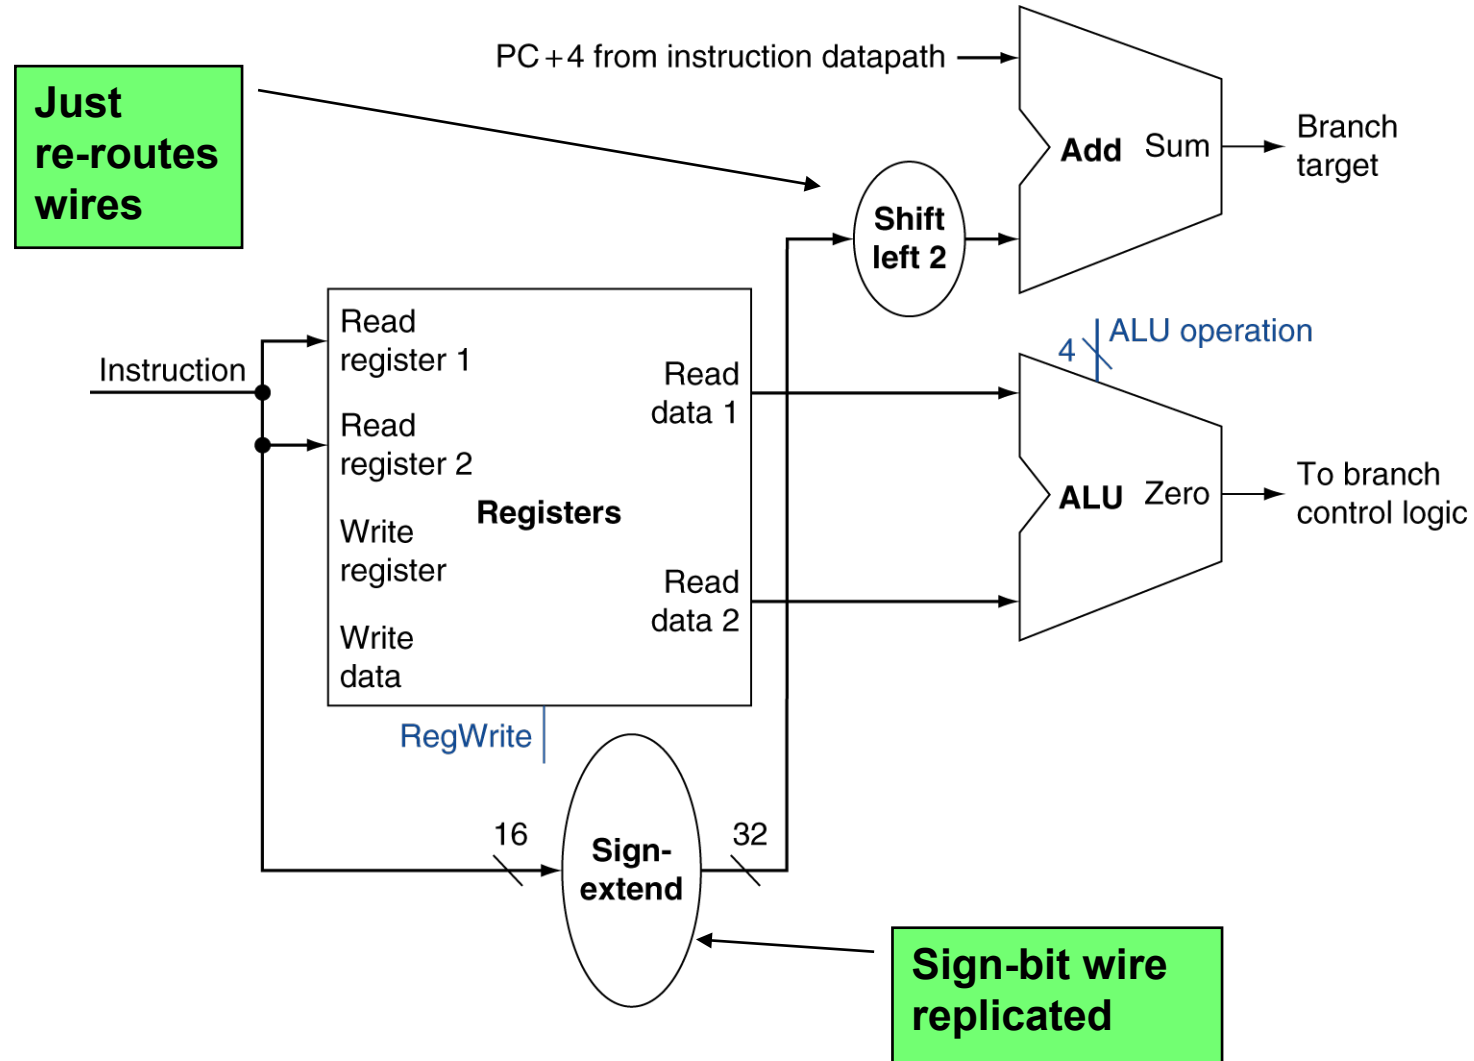 PC+4 from instruction datapath
Just
re-routes
wires
Add
Sum
Branch
target
Shift
left 2
Read
register 1
ALU operation
4
Instruction
Read
data 1
Read
register 2
Registers
ALU
Zero
To branch
control logic
Write
register
Read
data 2
Write
data
RegWrite
16
Sign-
extend
32
Sign-bit wire
replicated